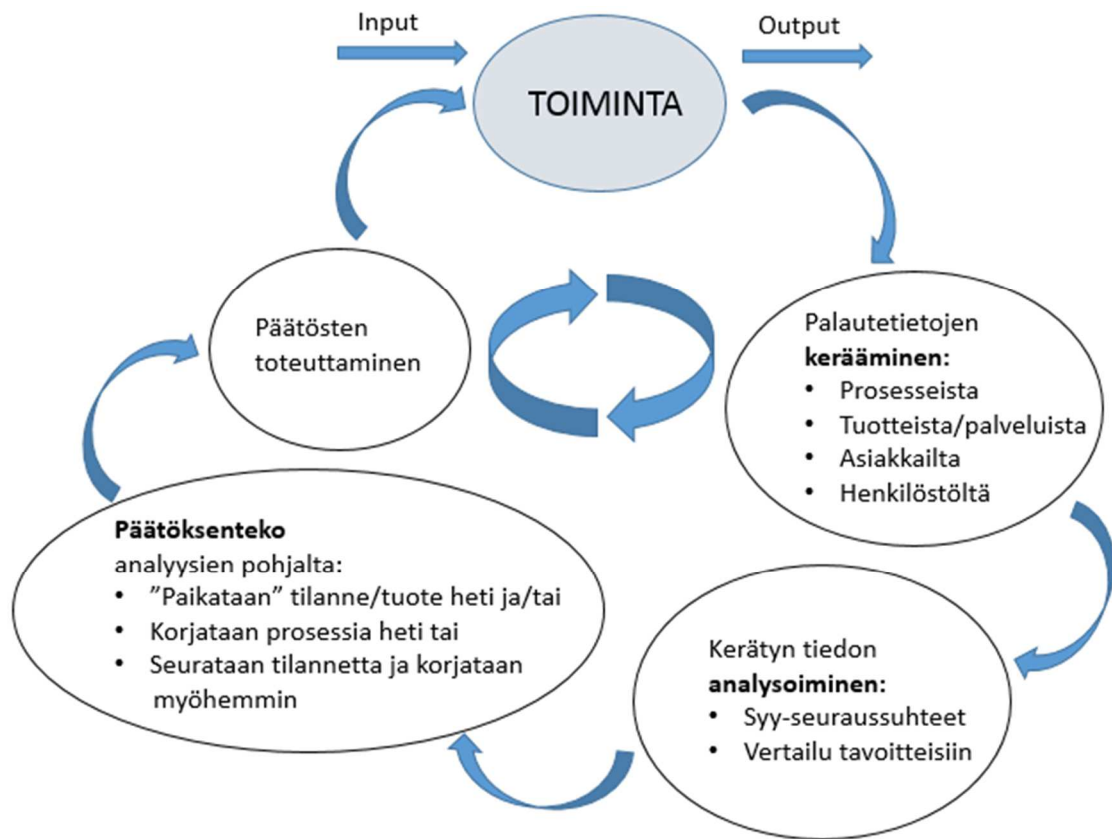 Input
Output
TOIMINTA
Palautetietojen
kerääminen:
• Prosesseista
• Tuotteista/palveluista
• Asiakkailta
• Henkilöstöltä
Kerätyn tiedon
analysoiminen:
• Syy-seuraussuhteet
• Vertailu tavoitteisiin
Päätöksenteko
analyysien pohjalta:
• ”Paikataan” tilanne/tuote heti ja/tai
• Korjataan prosessia heti tai
• Seurataan tilannetta ja korjataan
myöhemmin
Päätösten
toteuttaminen